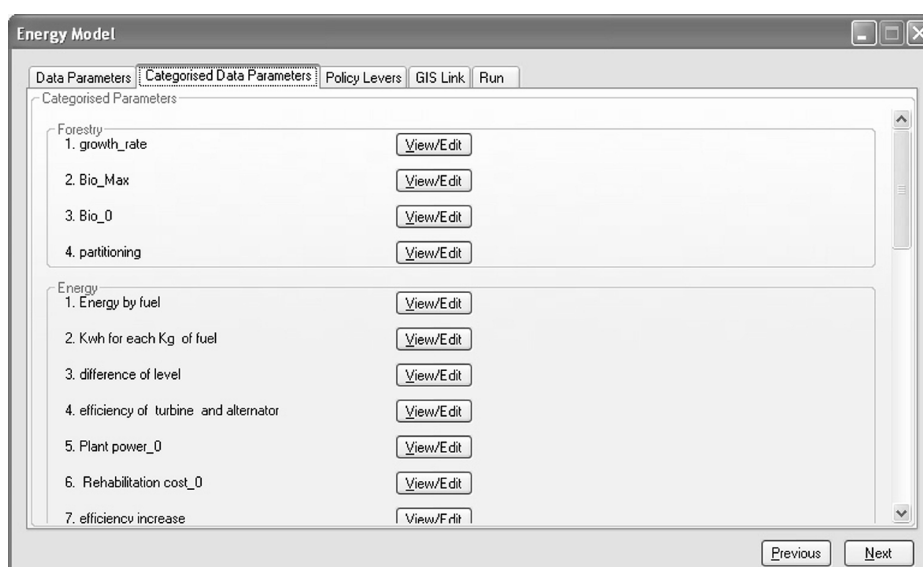 Energy Model
Data Parameters Categorised Data Parameters Policy Levers GIS Link Run
Categorised Parameters
Forestry
1. growth_rate View/Edit
2. Bio_Max View/Edit
3. Bio_0 View/Edit
4. partitioning View/Edit
Energy
1. Energy by fuel View/Edit
2. Kwh for each Kg of fuel View/Edit
3. difference of level View/Edit
4. efficiency of turbine and alternator View/Edit
5. Plant power_0 View/Edit
6. Rehabilitation cost_0 View/Edit
7. efficiency increase View/Edit
Previous Next